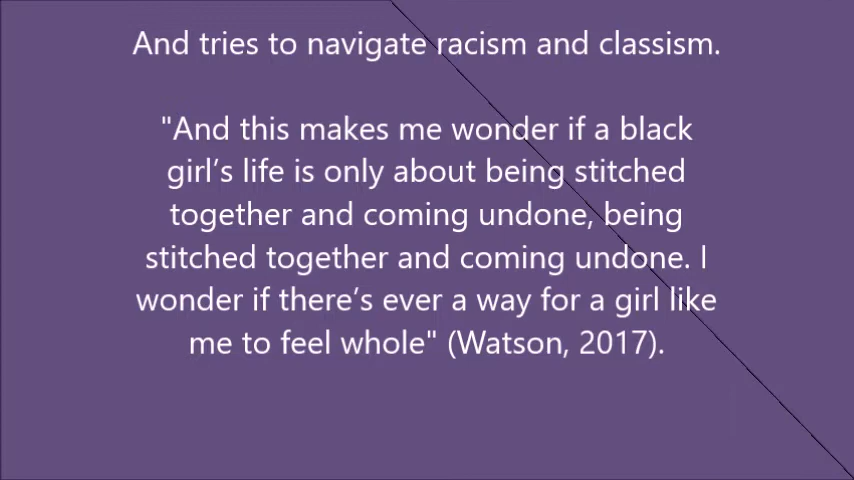 And tries to navigate racism and classism.
"And this makes me wonder if a black
girl’s life is only about being stitched
together and coming undone, being
stitched together and coming undone. I
wonder if there’s ever a way for a girl like
me to feel whole" (Watson, 2017).